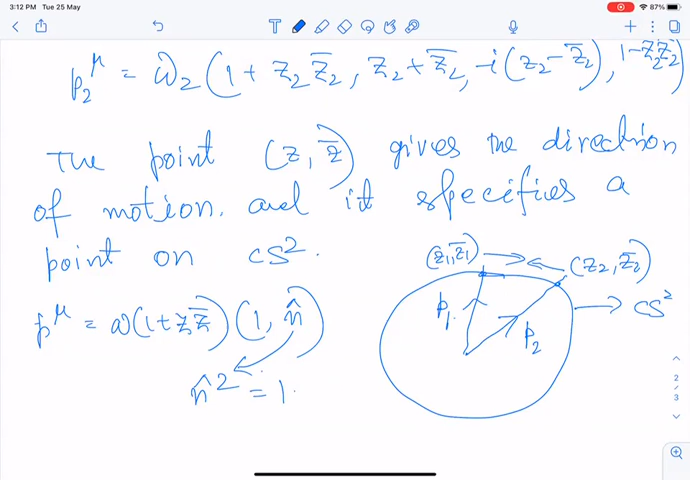 3:12 PM Tue 25 May
87%
p₂^μ = ω₂ (1 + z₂ z̄₂, z₂ + z̄₂, -i(z₂ - z̄₂), 1 - z₂z̄₂)
The point (z, z̄) gives the direction
of motion. and it specifies a
point on CS².
(z₁, z̄₁)
(z₂, z̄₂)
p^μ = ω(1 + z z̄)(1, n̂)
p₁
p₂
CS²
n̂² = 1.
2
/
3